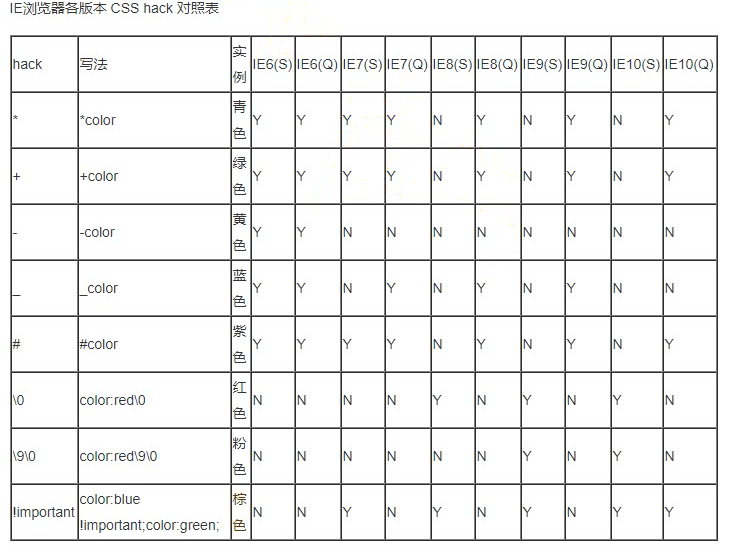 IE浏览器各版本 CSS hack 对照表
hack 写法 实例 IE6(S) IE6(Q) IE7(S) IE7(Q) IE8(S) IE8(Q) IE9(S) IE9(Q) IE10(S) IE10(Q)
* *color 青色 Y Y Y Y N Y N Y N Y
+ +color 绿色 Y Y Y Y N Y N Y N Y
- -color 黄色 Y Y N N N N N N N N
_ _color 蓝色 Y Y N Y N Y N Y N N
# #color 紫色 Y Y Y Y N Y N Y N Y
\0 color:red\0 红色 N N N N Y N Y N Y N
\9\0 color:red\9\0 粉色 N N N N N N Y N Y N
!important color:blue !important;color:green; 棕色 N N Y N Y N Y N Y Y